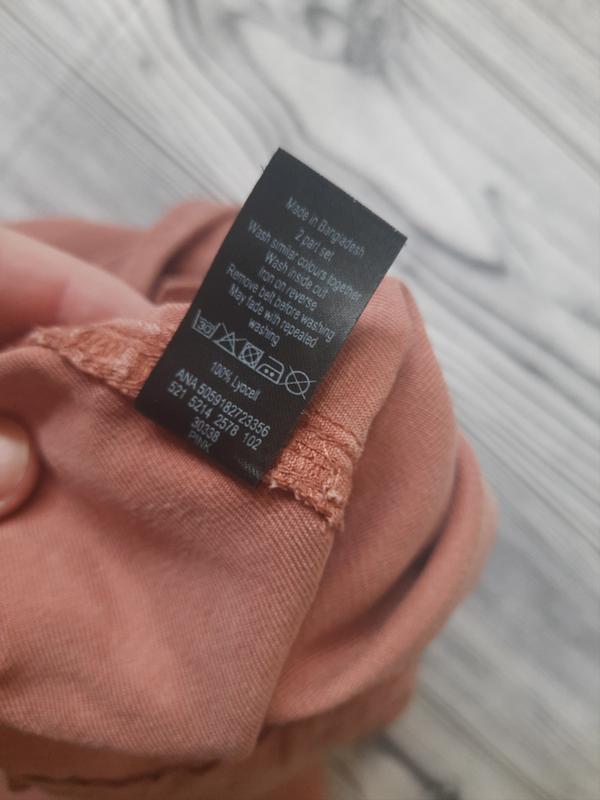 Made in Bangladesh
2 part set
Wash similar colours together
Wash inside out
Iron on reverse
Remove belt before washing
May fade with repeated
washing
30
100% Lyocell
ANA 5059182723356
521 5214 2578 102
30338
PINK